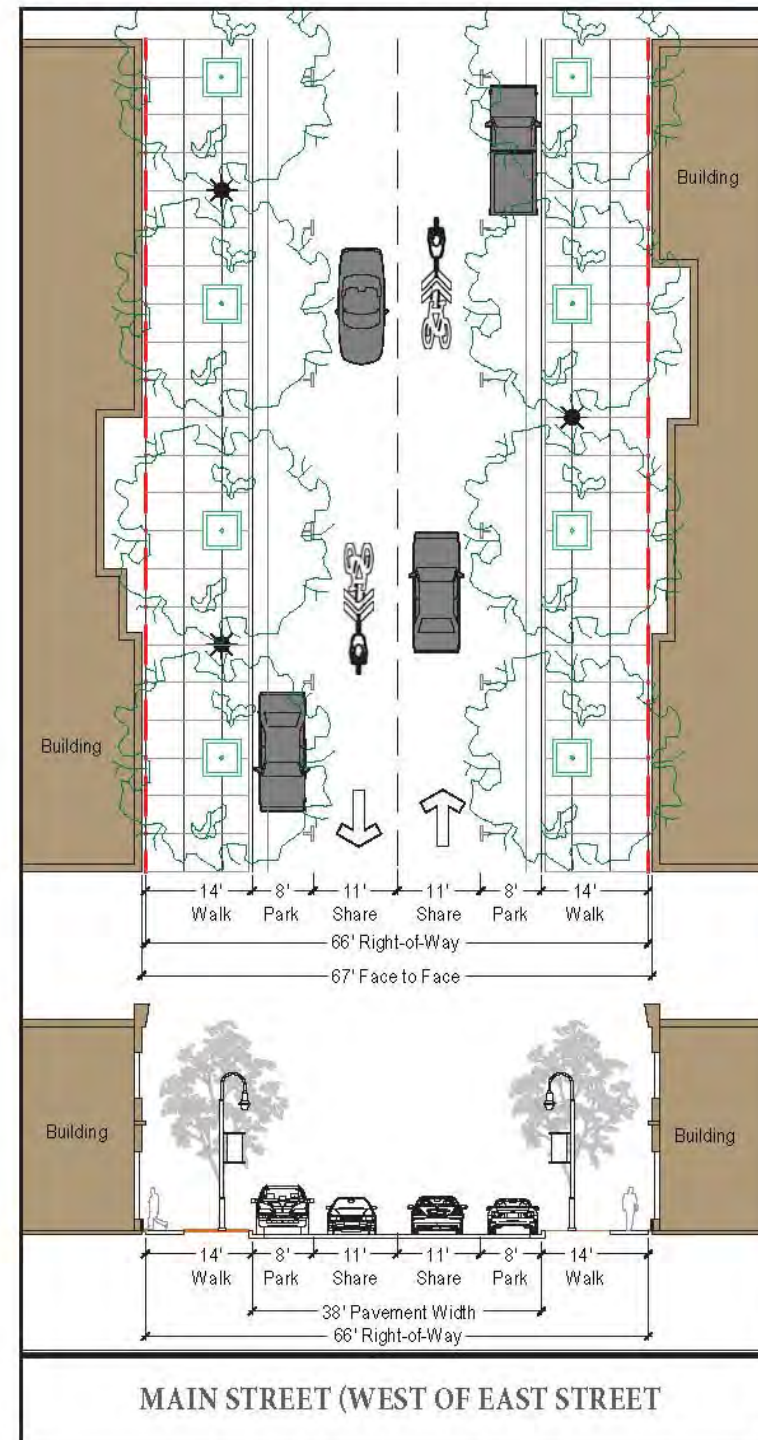 Building
Building
14' 8' 11' 11' 8' 14'
Walk Park Share Share Park Walk
66' Right-of-Way
67' Face to Face
Building Building
14' 8' 11' 11' 8' 14'
Walk Park Share Share Park Walk
38' Pavement Width
66' Right-of-Way
MAIN STREET (WEST OF EAST STREET